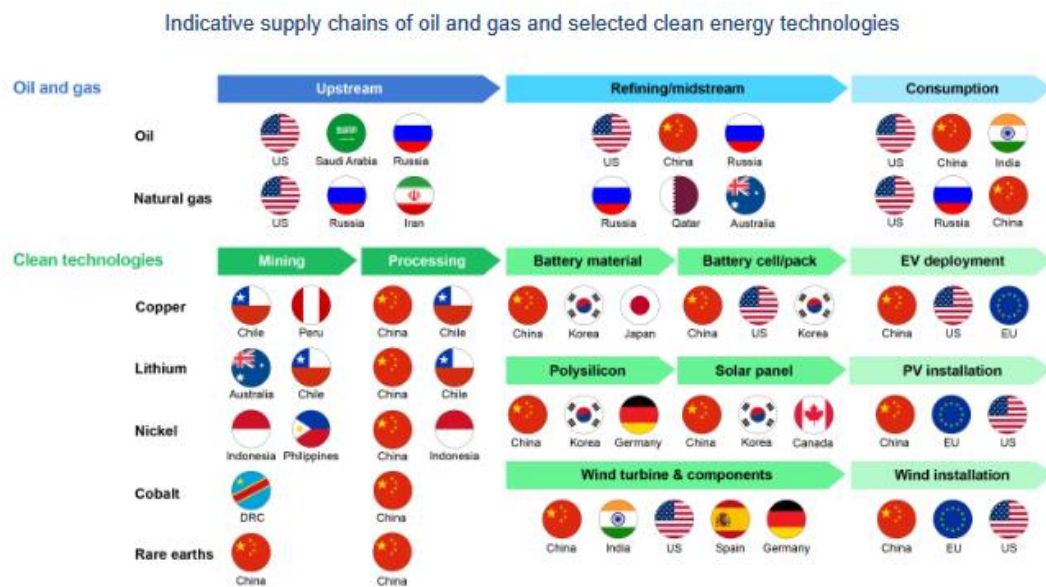 Indicative supply chains of oil and gas and selected clean energy technologies
Oil and gas
Upstream
Refining/midstream
Consumption
Oil
US Saudi Arabia Russia
US China Russia
US China India
Natural gas
US Russia Iran
Russia Qatar Australia
US Russia China
Clean technologies
Mining
Processing
Battery material
Battery cell/pack
EV deployment
Copper
Chile Peru
China Chile
China Korea Japan
China US Korea
China US EU
Lithium
Australia Chile
China Chile
Polysilicon
Solar panel
PV installation
Nickel
Indonesia Philippines
China Indonesia
China Korea Germany
China Korea Canada
China EU US
Wind turbine & components
Wind installation
Cobalt
DRC
China
China India US Spain Germany
China EU US
Rare earths
China
China